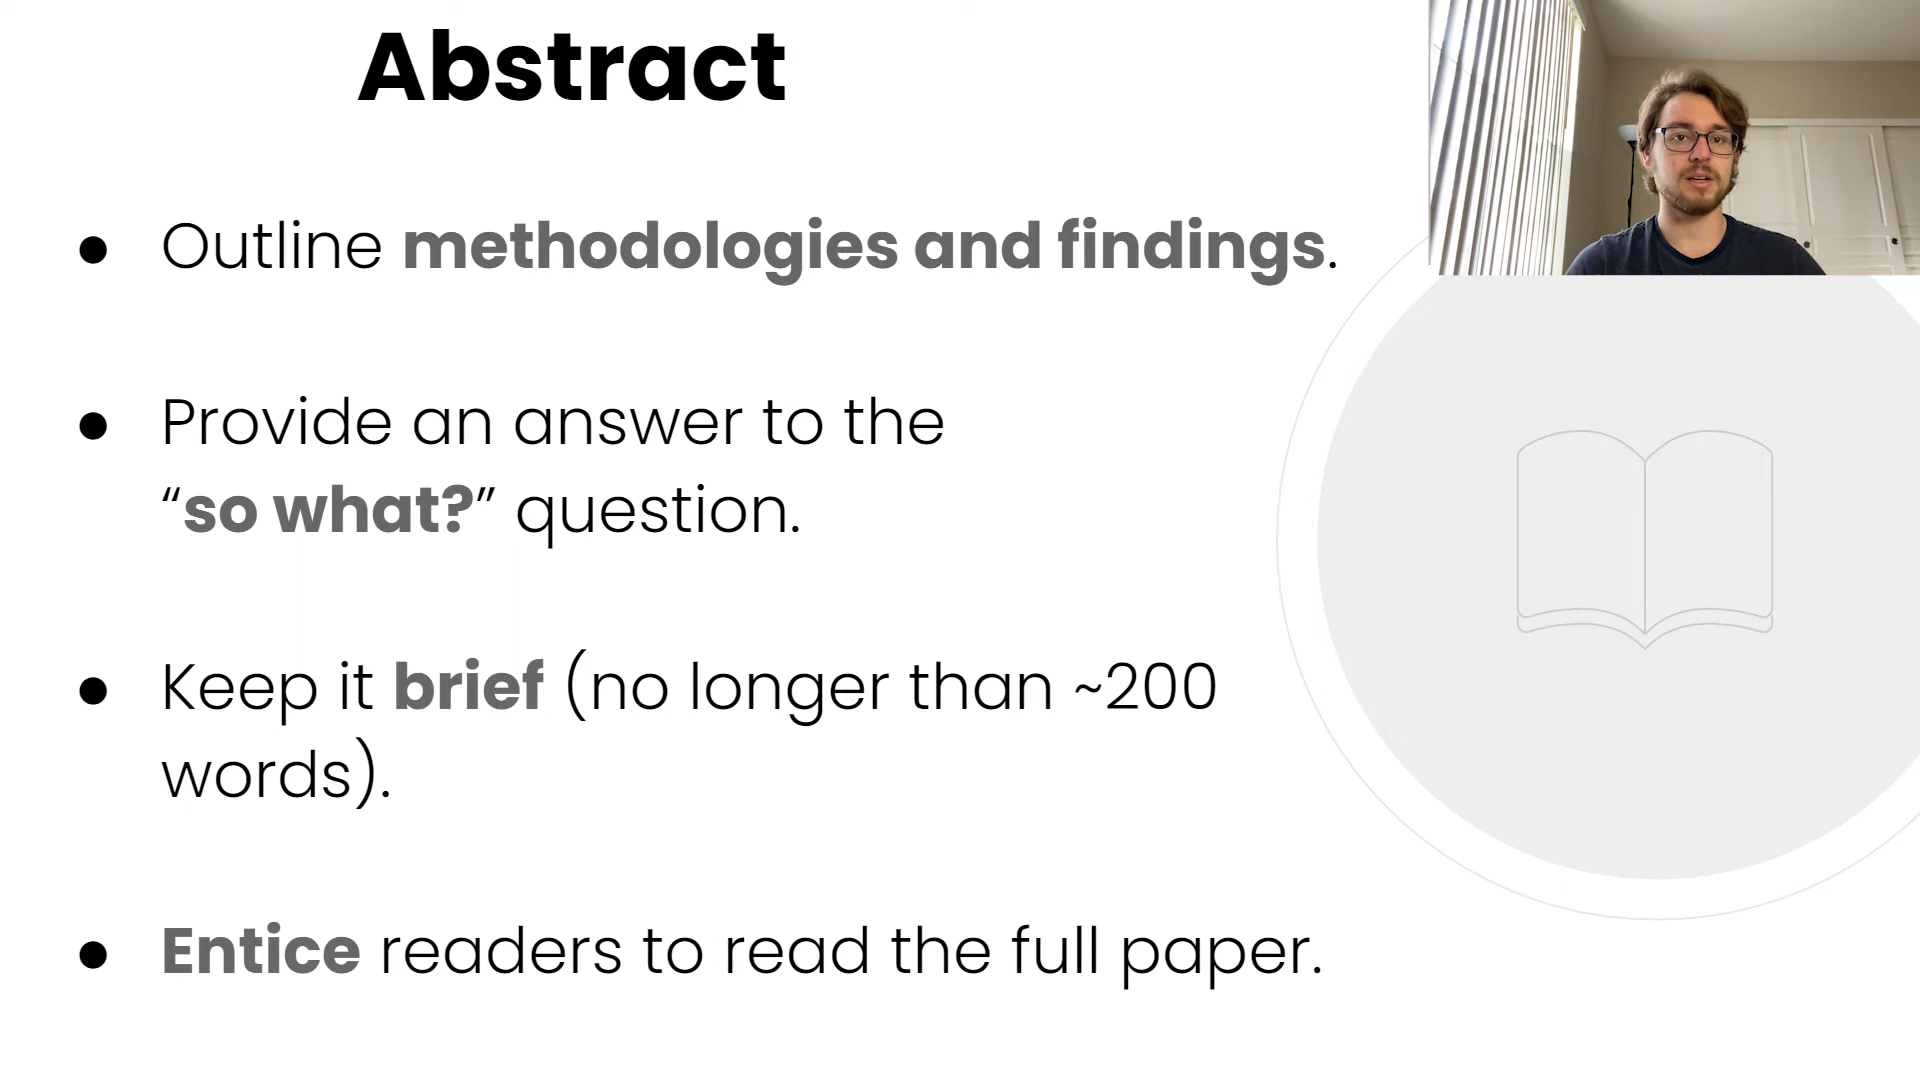 Abstract
● Outline methodologies and findings.
● Provide an answer to the
“so what?” question.
● Keep it brief (no longer than ~200
words).
● Entice readers to read the full paper.